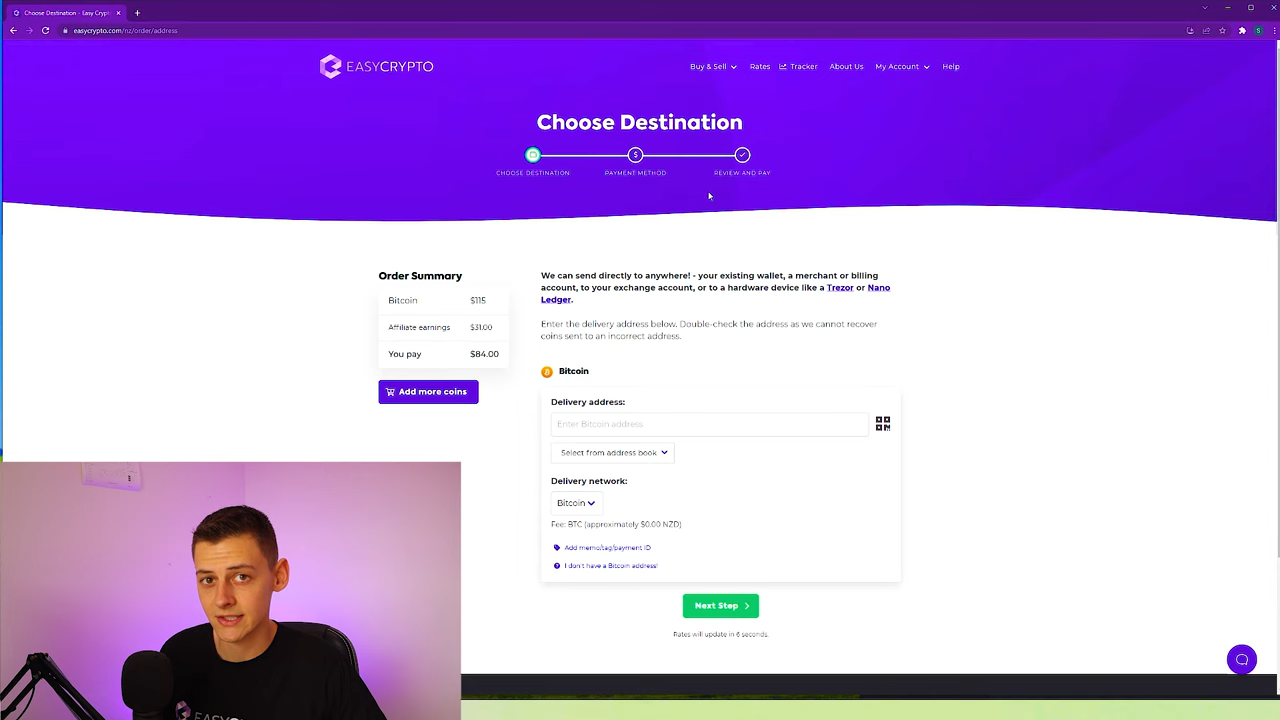 Choose Destination - Easy Crypt
easycrypto.com/nz/order/address
S
EASYCRYPTO
Buy & Sell
Rates
Tracker
About Us
My Account
Help
Choose Destination
$
CHOOSE DESTINATION
PAYMENT METHOD
REVIEW AND PAY
Order Summary
Bitcoin $115
Affiliate earnings $31.00
You pay $84.00
Add more coins
We can send directly to anywhere! - your existing wallet, a merchant or billing
account, to your exchange account, or to a hardware device like a Trezor or Nano
Ledger.
Enter the delivery address below. Double-check the address as we cannot recover
coins sent to an incorrect address.
Bitcoin
Delivery address:
Enter Bitcoin address
Select from address book
Delivery network:
Bitcoin
Fee: BTC (approximately $0.00 NZD)
Add memo/tag/payment ID
I don't have a Bitcoin address!
Next Step
Rates will update in 6 seconds.
EASYC